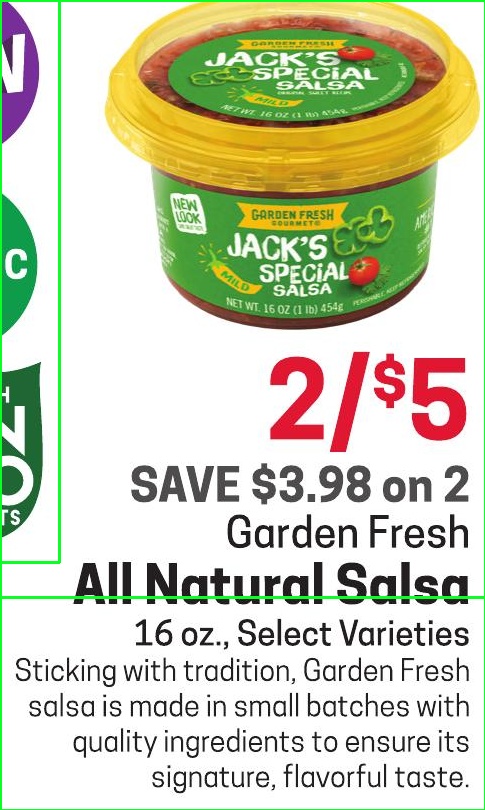 GARDEN FRESH
GOURMET
JACK'S
SPECIAL
SALSA
MILD
NET WT. 16 OZ (1 lb) 454g
NEW
LOOK
GARDEN FRESH
GOURMET
JACK'S
SPECIAL
SALSA
MILD
NET WT. 16 OZ (1 lb) 454g
C
2/$5
SAVE $3.98 on 2
Garden Fresh
All Natural Salsa
16 oz., Select Varieties
Sticking with tradition, Garden Fresh
salsa is made in small batches with
quality ingredients to ensure its
signature, flavorful taste.